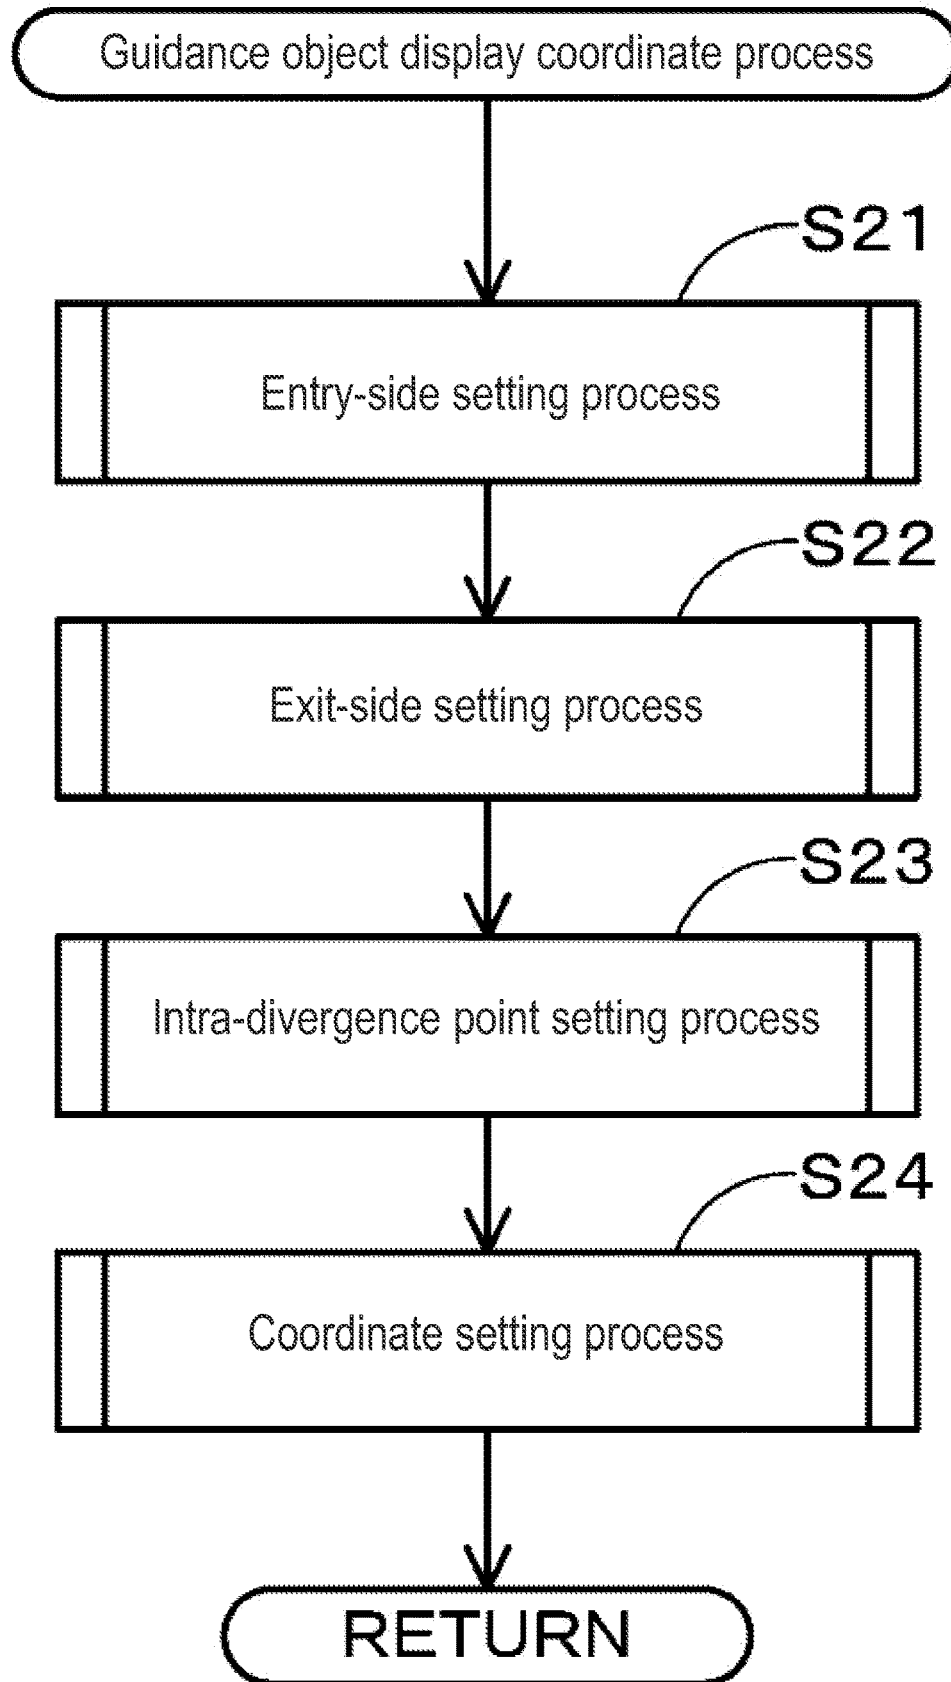 Guidance object display coordinate process
S21
Entry-side setting process
S22
Exit-side setting process
S23
Intra-divergence point setting process
S24
Coordinate setting process
RETURN